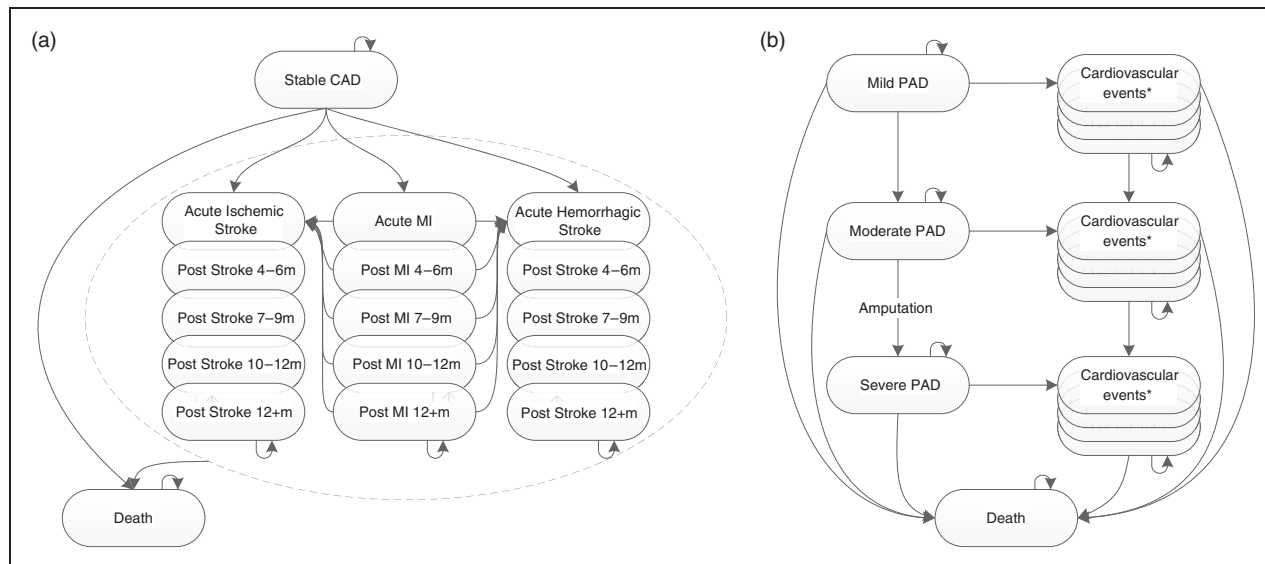 (a)
Stable CAD
Acute Ischemic
Stroke
Post Stroke 4–6m
Post Stroke 7–9m
Post Stroke 10–12m
Post Stroke 12+m
Acute MI
Post MI 4–6m
Post MI 7–9m
Post MI 10–12m
Post MI 12+m
Acute Hemorrhagic
Stroke
Post Stroke 4–6m
Post Stroke 7–9m
Post Stroke 10–12m
Post Stroke 12+m
Death
(b)
Mild PAD
Cardiovascular
events*
Moderate PAD
Cardiovascular
events*
Amputation
Severe PAD
Cardiovascular
events*
Death